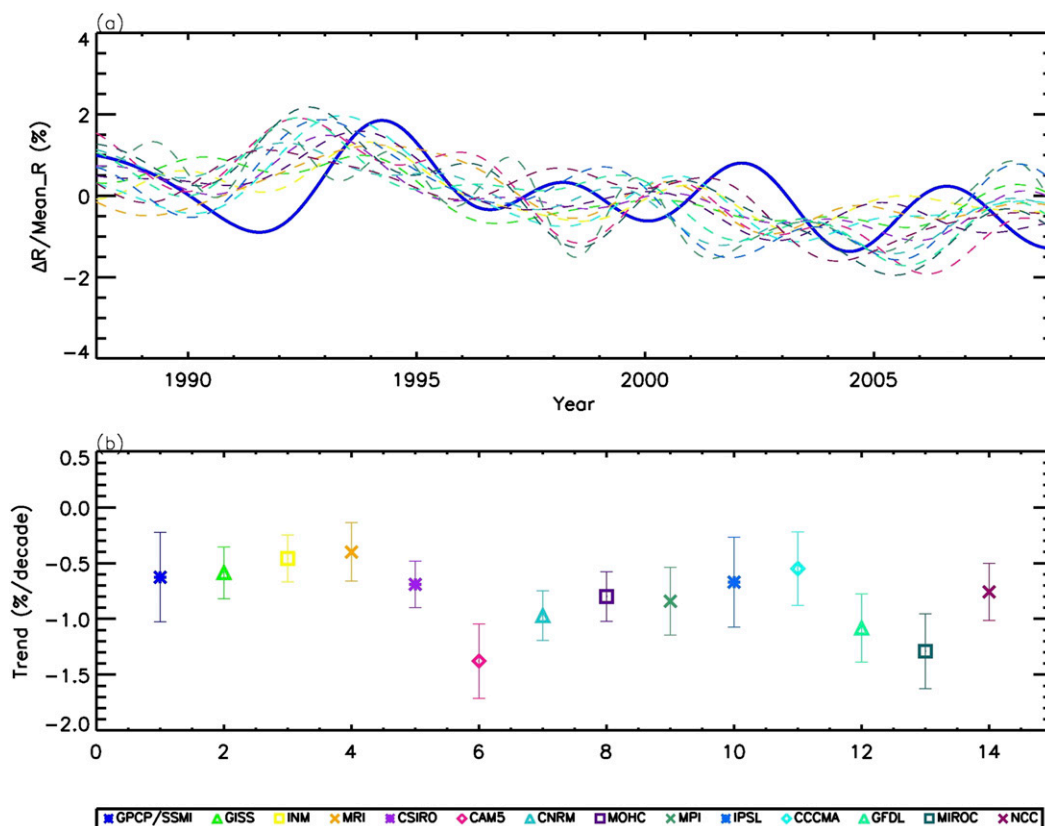 (a)
4
2
0
−2
−4
ΔR/Mean_R (%)
1990 1995 2000 2005
Year
(b)
0.5
0.0
−0.5
−1.0
−1.5
−2.0
Trend (%/decade)
0 2 4 6 8 10 12 14
GPCP/SSMI GISS INM MRI CSIRO CAM5 CNRM MOHC MPI IPSL CCCMA GFDL MIROC NCC